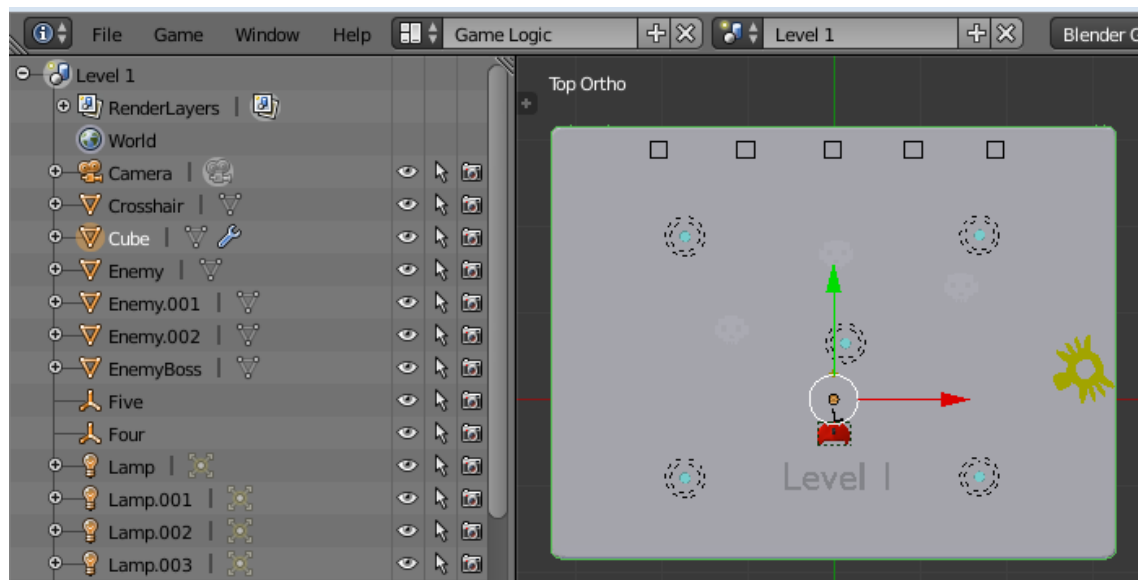 File Game Window Help Game Logic Level 1 Blender
Level 1
RenderLayers
World
Camera
Crosshair
Cube
Enemy
Enemy.001
Enemy.002
EnemyBoss
Five
Four
Lamp
Lamp.001
Lamp.002
Lamp.003
Top Ortho
Level 1